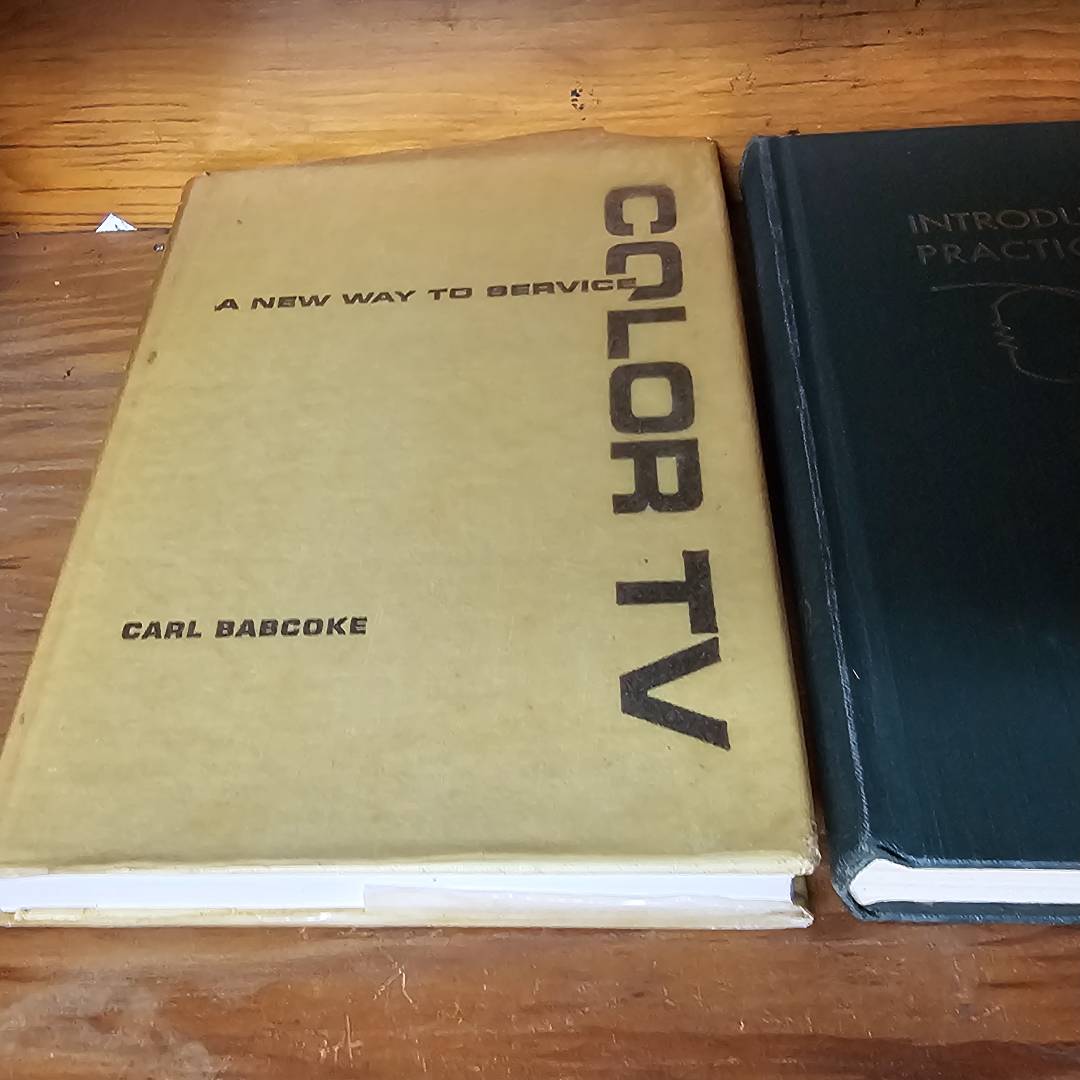 A NEW WAY TO SERVICE
COLOR TV
CARL BABCOKE